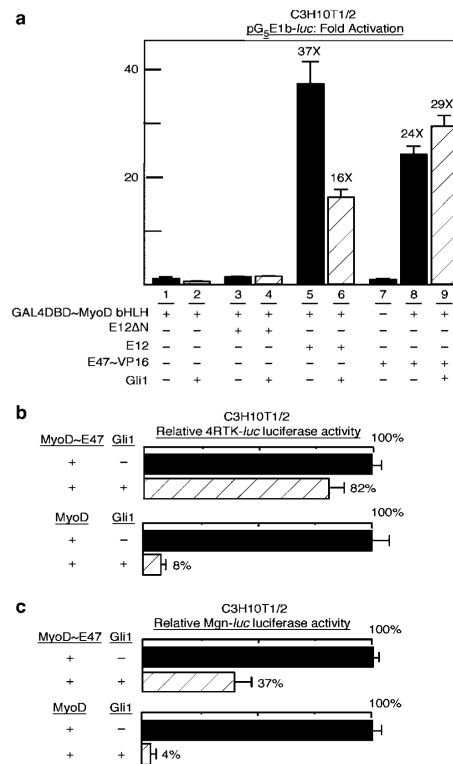 a
C3H10T1/2
pG5E1b-luc: Fold Activation
40
20
37X
16X
24X
29X
1 2 3 4 5 6 7 8 9
GAL4DBD~MyoD bHLH + + + + + + − + +
E12ΔN + +
E12 + +
E47~VP16 + + +
Gli1 − + − + − + − − +
b
C3H10T1/2
Relative 4RTK-luc luciferase activity
MyoD~E47 Gli1 100%
+ −
+ + 82%
MyoD Gli1 100%
+ −
+ + 8%
c
C3H10T1/2
Relative Mgn-luc luciferase activity
MyoD~E47 Gli1 100%
+ −
+ + 37%
MyoD Gli1 100%
+ −
+ + 4%